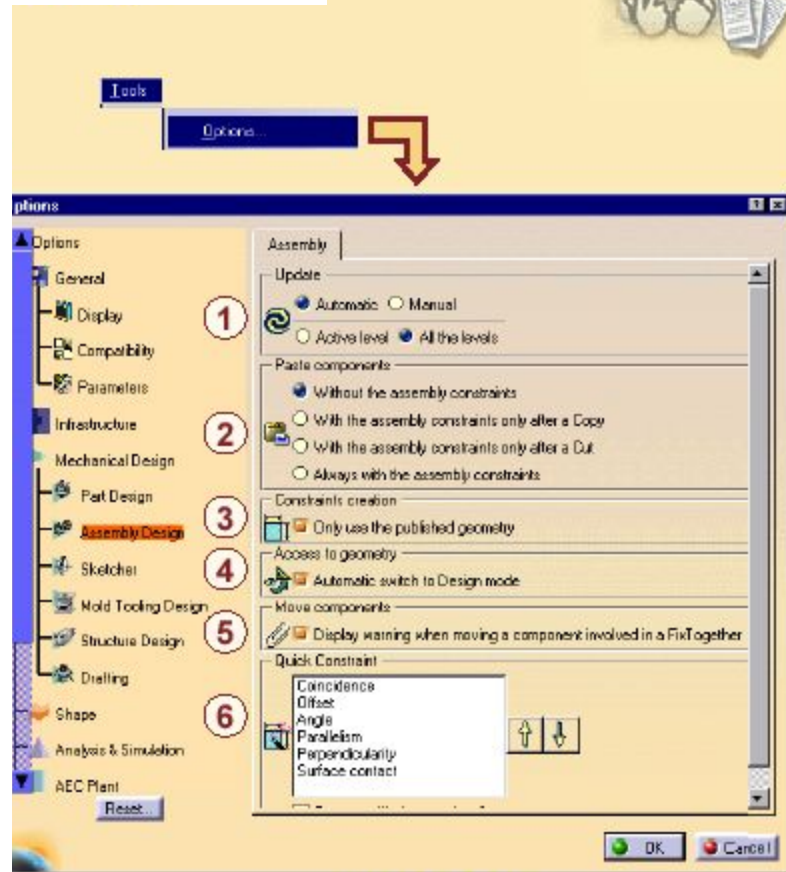 Tools
Options...
ptions
Options
General
Display
Compatibility
Parameters
Infrastructure
Mechanical Design
Part Design
Assembly Design
Sketcher
Mold Tooling Design
Structure Design
Drafting
Shape
Analysis & Simulation
AEC Plant
Reset...
Assembly
Update
1
Automatic Manual
Active level All the levels
Paste components
2
Without the assembly constraints
With the assembly constraints only after a Copy
With the assembly constraints only after a Cut
Always with the assembly constraints
Constraints creation
3
Only use the published geometry
Access to geometry
4
Automatic switch to Design mode
Move components
5
Display warning when moving a component involved in a FixTogether
Quick Constraint
6
Coincidence
Offset
Angle
Parallelism
Perpendicularity
Surface contact
OK Cancel